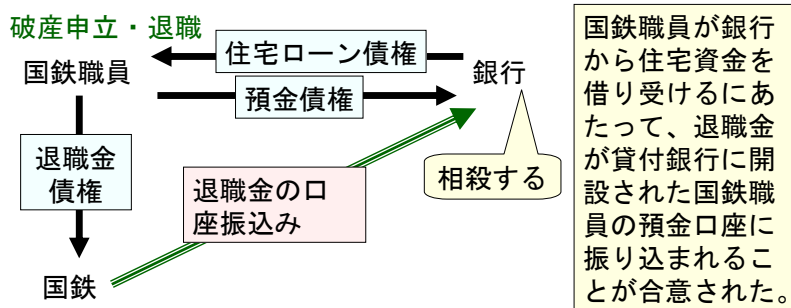 破産申立・退職
国鉄職員
住宅ローン債権
預金債権
銀行
退職金
債権
退職金の口
座振込み
相殺する
国鉄
国鉄職員が銀行
から住宅資金を
借り受けるにあ
たって、退職金
が貸付銀行に開
設された国鉄職
員の預金口座に
振り込まれるこ
とが合意された。